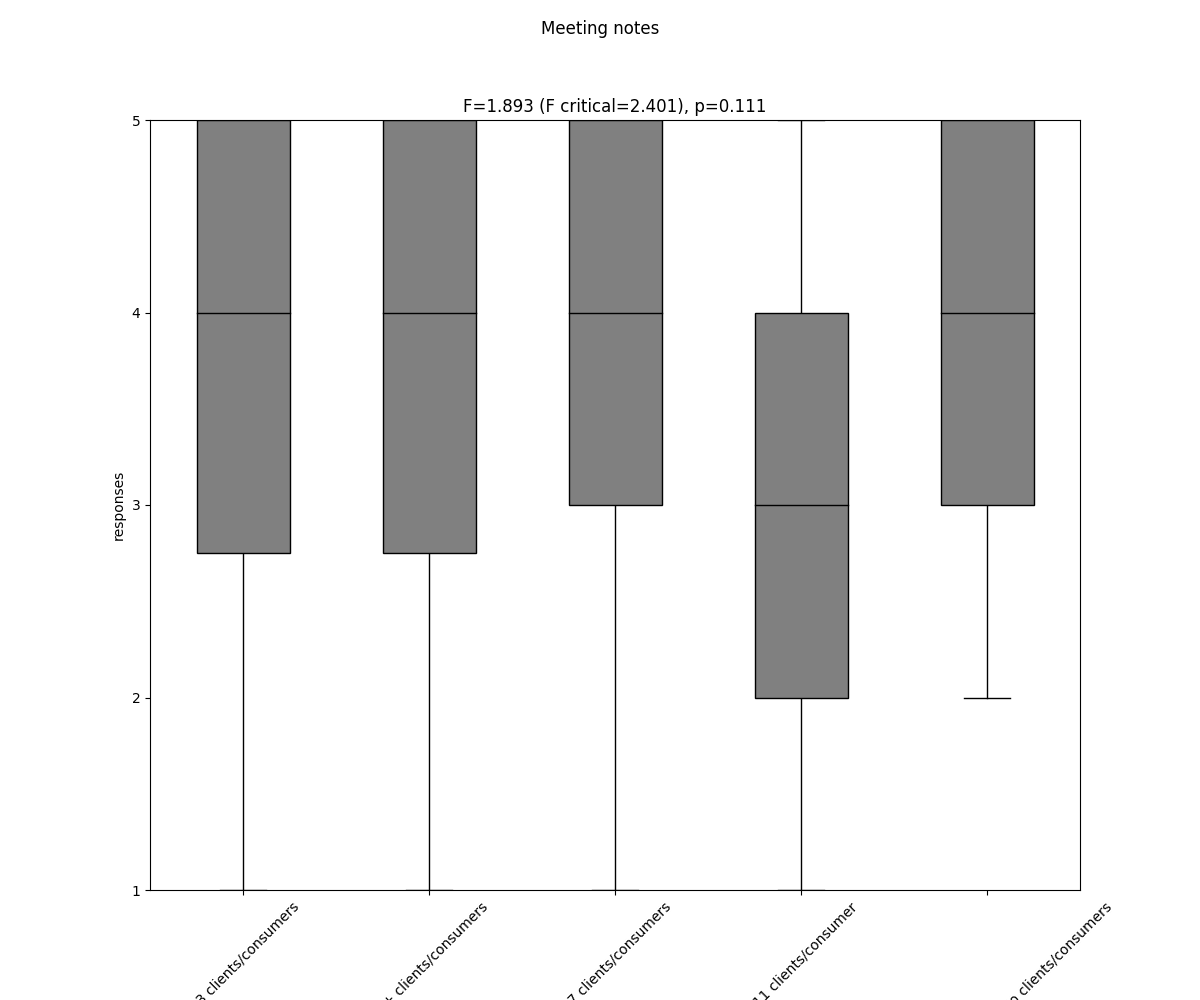 Meeting notes
F=1.893 (F critical=2.401), p=0.111
5
4
3
2
1
responses
3 clients/consumers
clients/consumers
7 clients/consumers
11 clients/consumer
clients/consumers